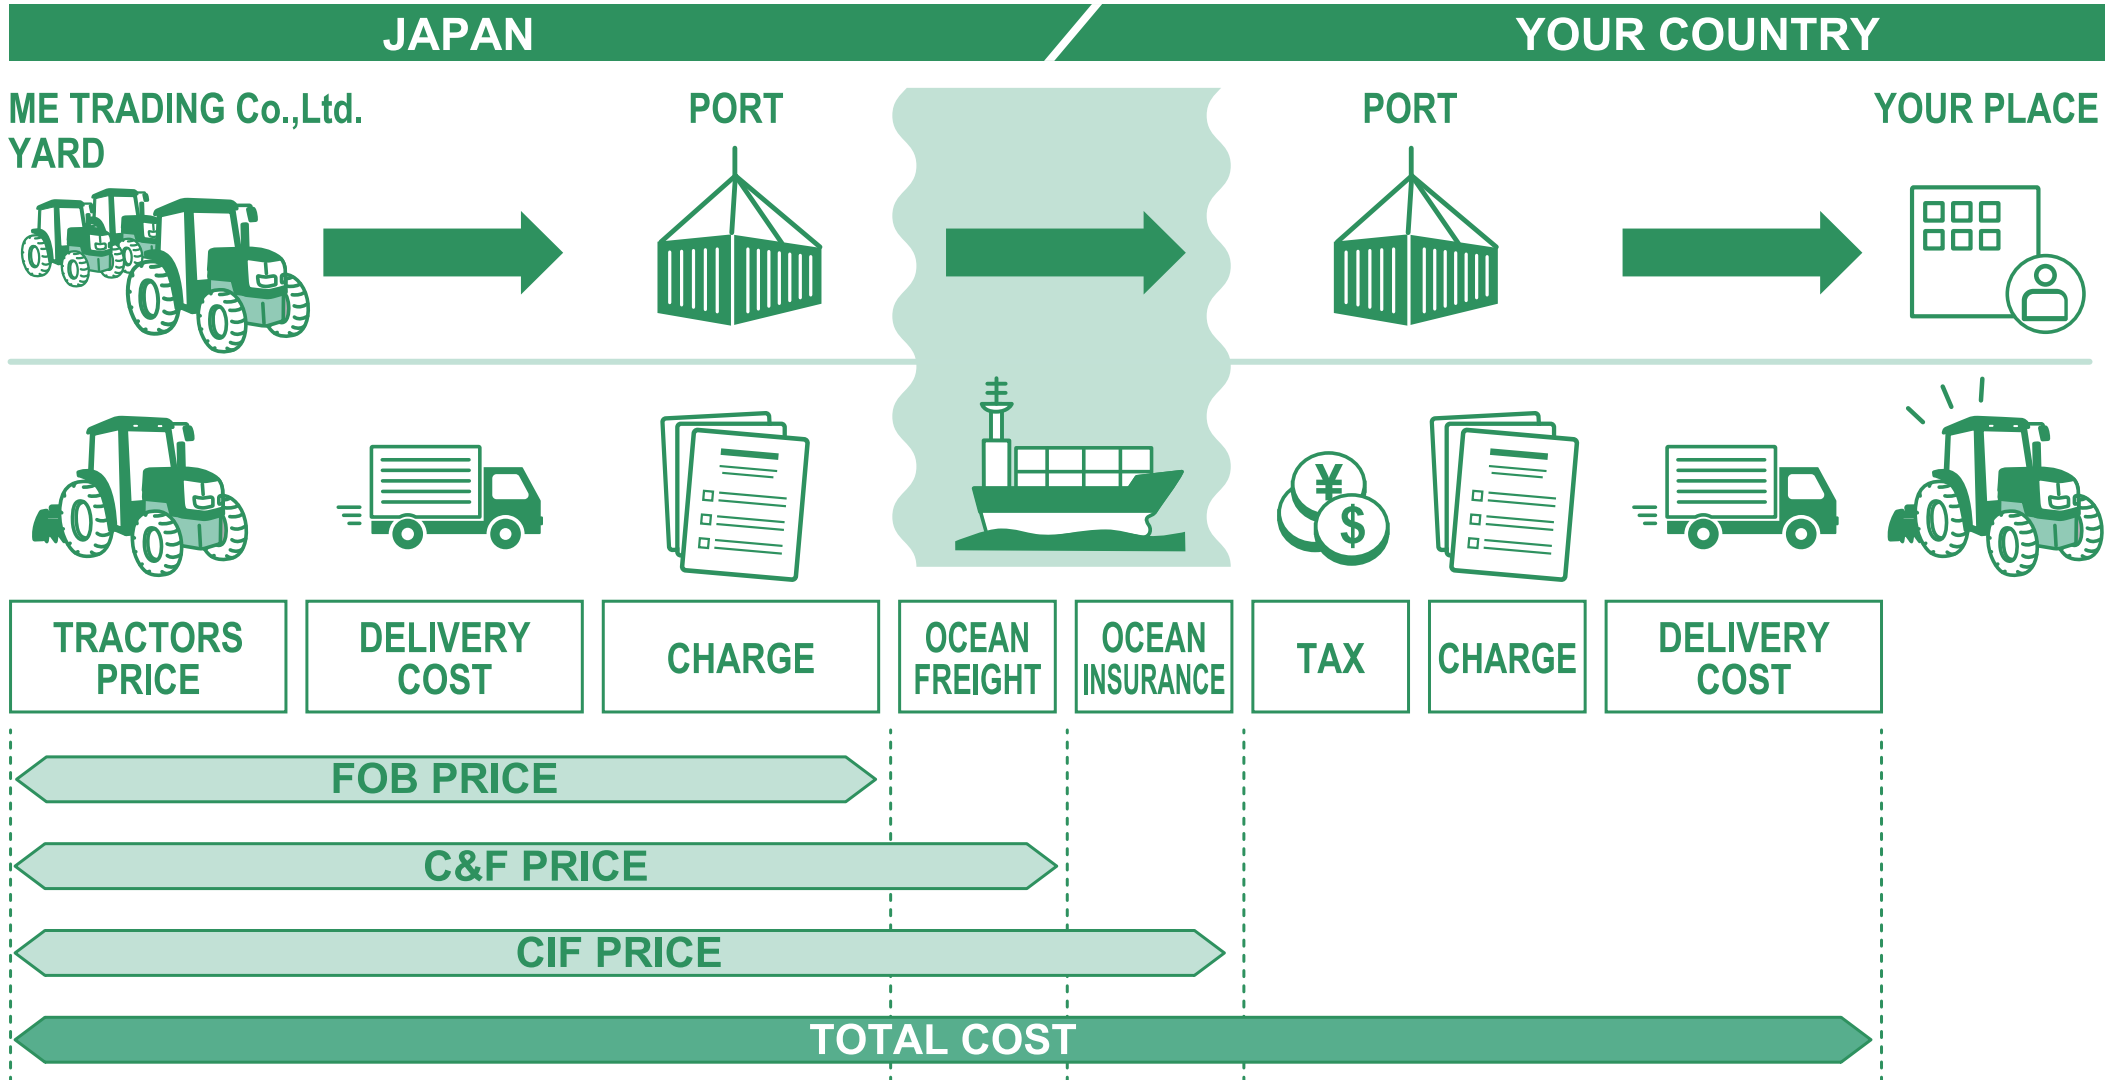 JAPAN
YOUR COUNTRY
ME TRADING Co.,Ltd.
YARD
PORT
PORT
YOUR PLACE
¥
$
TRACTORS
PRICE
DELIVERY
COST
CHARGE
OCEAN
FREIGHT
OCEAN
INSURANCE
TAX
CHARGE
DELIVERY
COST
FOB PRICE
C&F PRICE
CIF PRICE
TOTAL COST